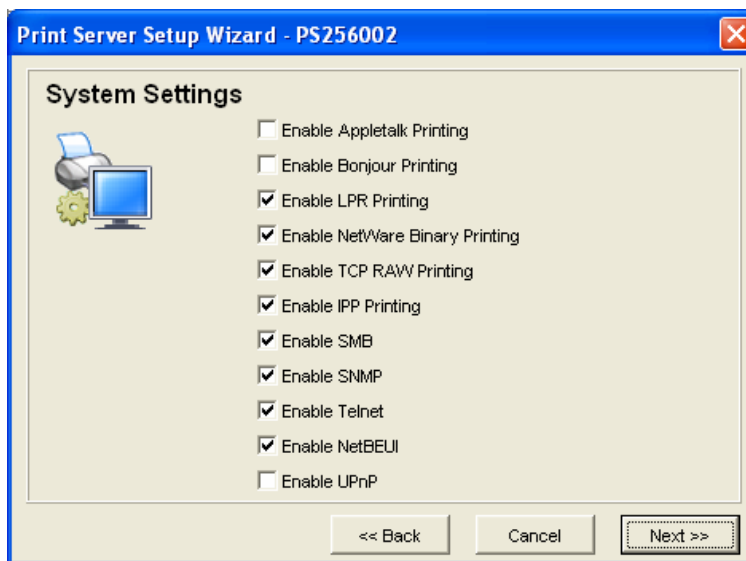 Print Server Setup Wizard - PS256002
System Settings
Enable Appletalk Printing
Enable Bonjour Printing
Enable LPR Printing
Enable NetWare Binary Printing
Enable TCP RAW Printing
Enable IPP Printing
Enable SMB
Enable SNMP
Enable Telnet
Enable NetBEUI
Enable UPnP
<< Back Cancel Next >>